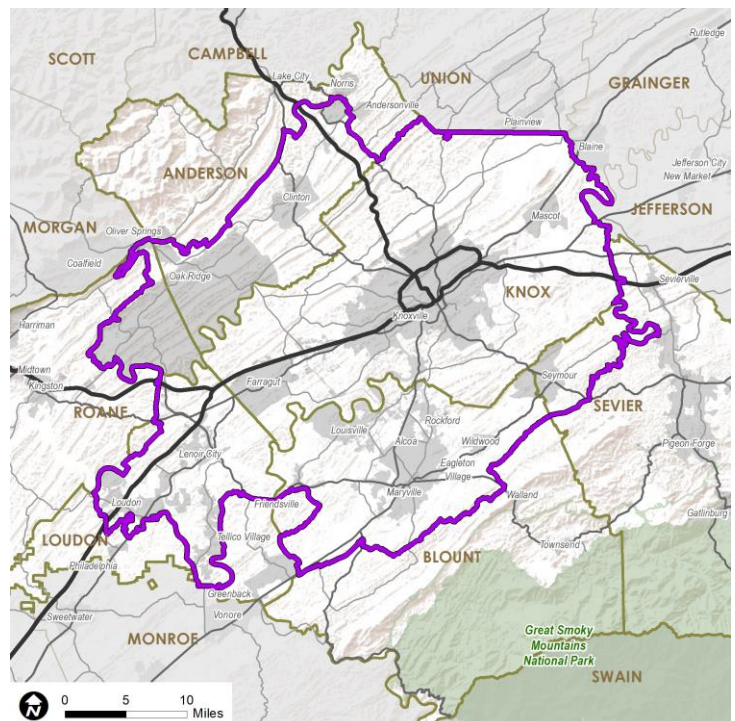 SCOTT
CAMPBELL
Rutledge
Lake City
Norris
UNION
GRAINGER
Andersonville
Plainview
Blaine
ANDERSON
Jefferson City
New Market
Clinton
JEFFERSON
Mascot
MORGAN
Oliver Springs
Coalfield
Oak Ridge
Sevierville
KNOX
Harriman
Knoxville
Midtown
Kingston
Farragut
Seymour
ROANE
SEVIER
Louisville
Rockford
Alcoa
Wildwood
Pigeon Forge
Lenoir City
Eagleton
Village
Maryville
Loudon
Friendsville
Walland
Gatlinburg
LOUDON
Tellico Village
Townsend
BLOUNT
Philadelphia
Greenback
Sweetwater
Vonore
MONROE
Great Smoky
Mountains
National Park
SWAIN
N
0 5 10
Miles